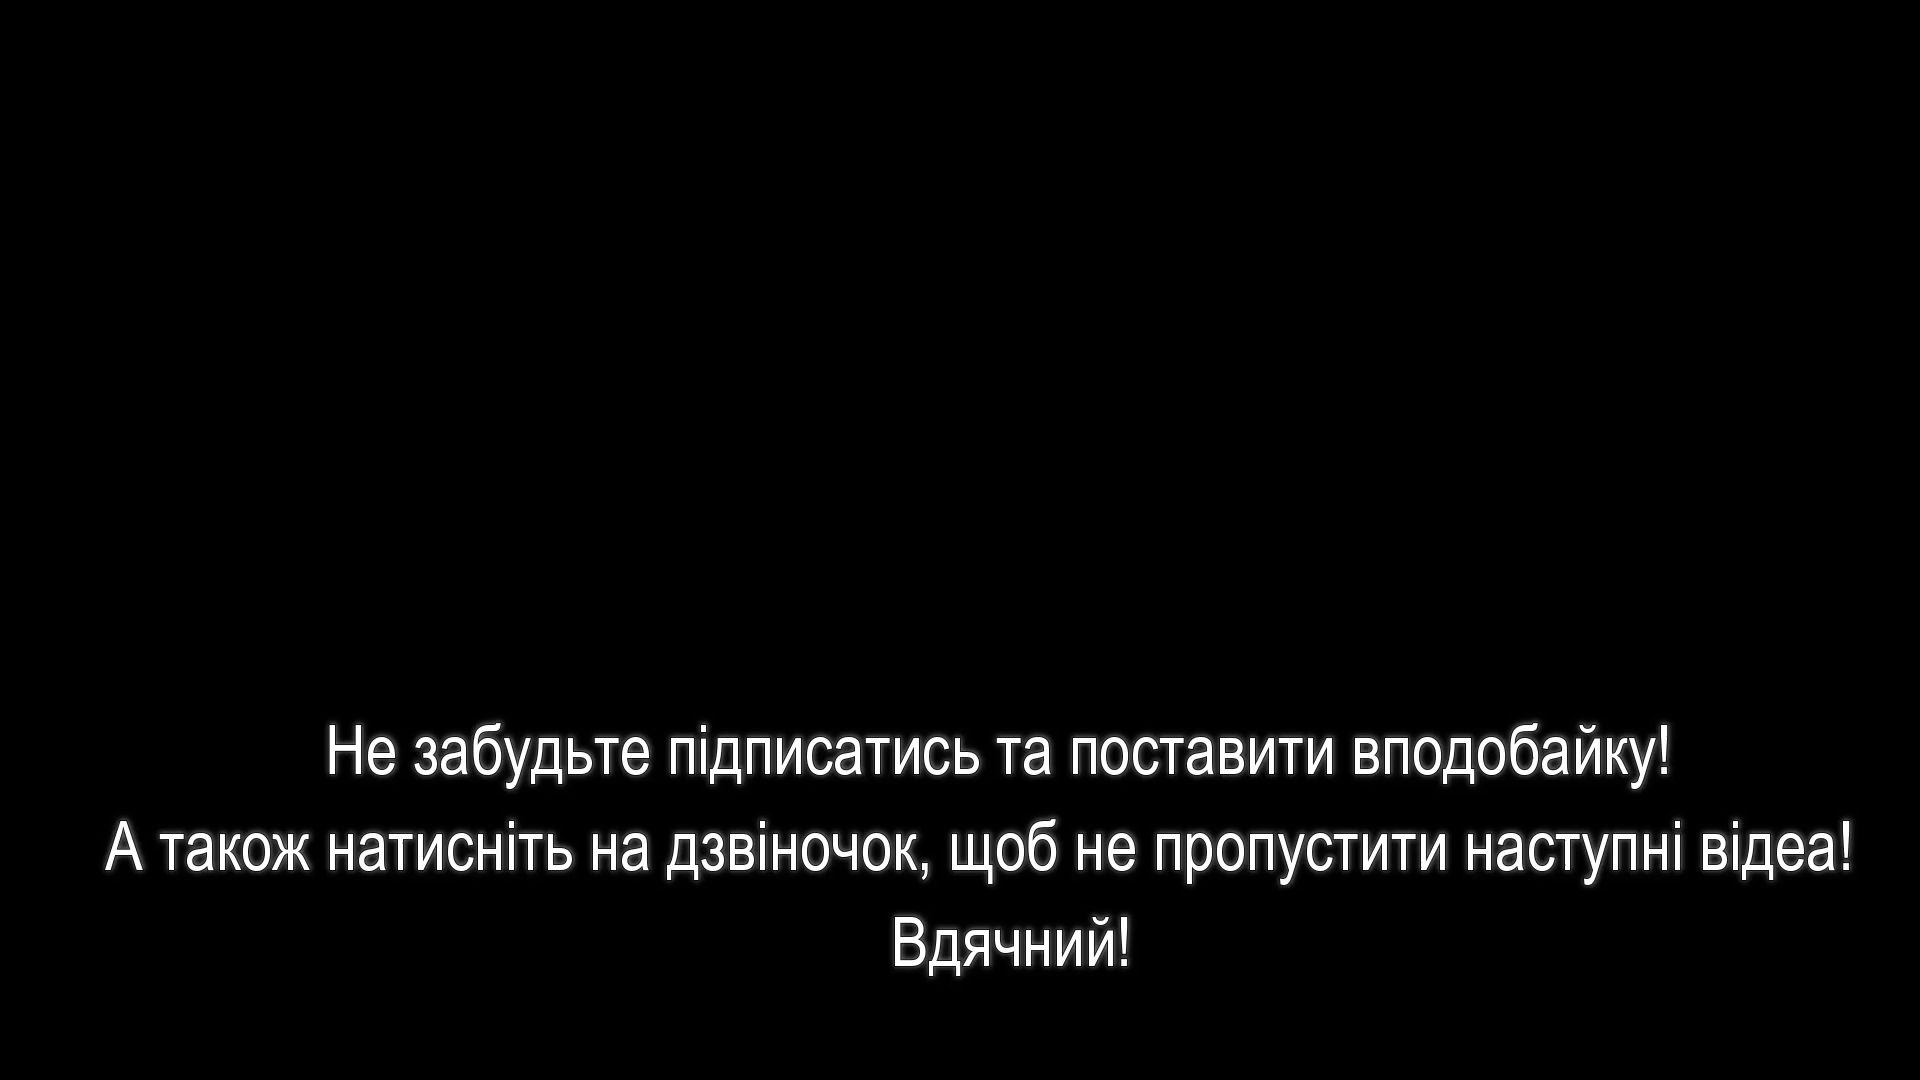 Не забудьте підписатись та поставити вподобайку!
А також натисніть на дзвіночок, щоб не пропустити наступні відеа!
Вдячний!